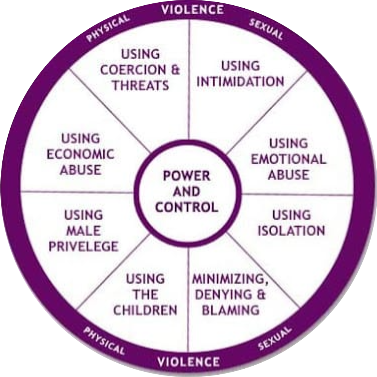 PHYSICAL VIOLENCE SEXUAL
USING
COERCION &
THREATS
USING
INTIMIDATION
USING
EMOTIONAL
ABUSE
USING
ISOLATION
MINIMIZING,
DENYING &
BLAMING
USING
THE
CHILDREN
USING
MALE
PRIVELEGE
USING
ECONOMIC
ABUSE
POWER
AND
CONTROL
PHYSICAL VIOLENCE SEXUAL